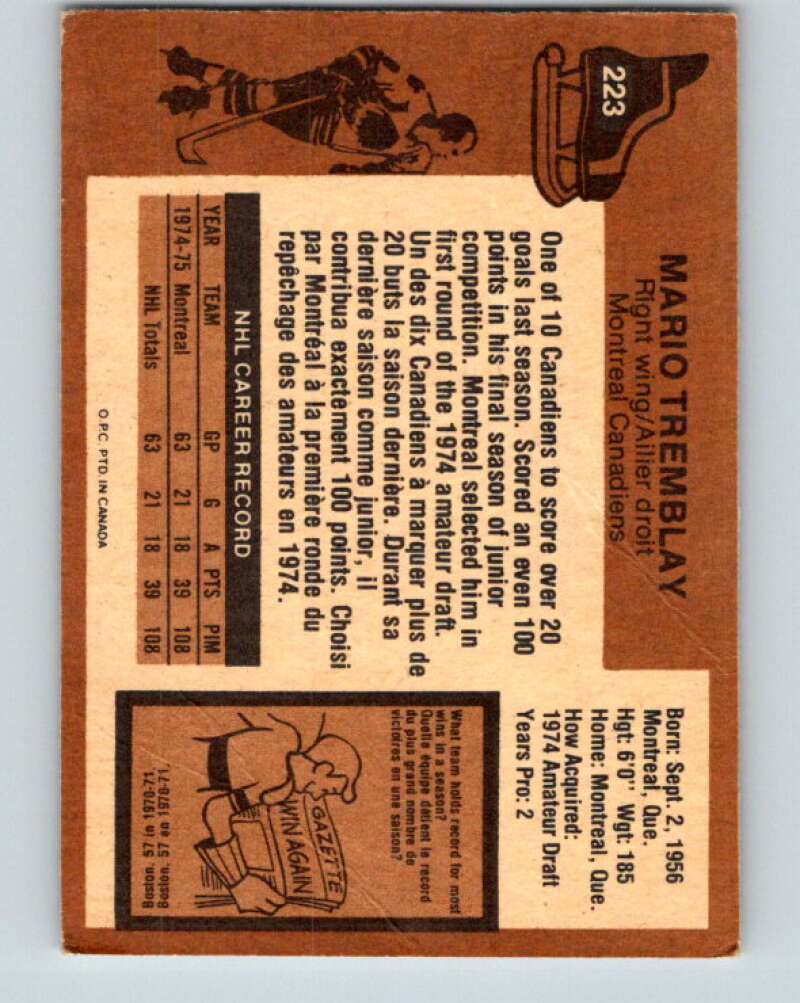 223
MARIO TREMBLAY
Right wing/Ailier droit
Montreal Canadiens
Born: Sept. 2, 1956
Montreal, Que.
Hgt: 6'0" Wgt: 185
Home: Montreal, Que.
How Acquired:
1974 Amateur Draft
Years Pro: 2
One of 10 Canadiens to score over 20
goals last season. Scored an even 100
points in his final season of junior
competition. Montreal selected him in
first round of the 1974 amateur draft.
Un des dix Canadiens à marquer plus de
20 buts la saison dernière. Durant sa
dernière saison comme junior, il
contribua exactement 100 points. Choisi
par Montréal à la première ronde du
repêchage des amateurs en 1974.
NHL CAREER RECORD
YEAR TEAM GP G A PTS PIM
1974-75 Montreal 63 21 18 39 108
NHL Totals 63 21 18 39 108
What team holds record for most
wins in a season?
Quelle équipe détient le record
du plus grand nombre de
victoires en une saison?
GAZETTE
WIN AGAIN
Boston, 57 in 1970-71.
Boston, 57 en 1970-71.
O.P.C. PTD. IN CANADA